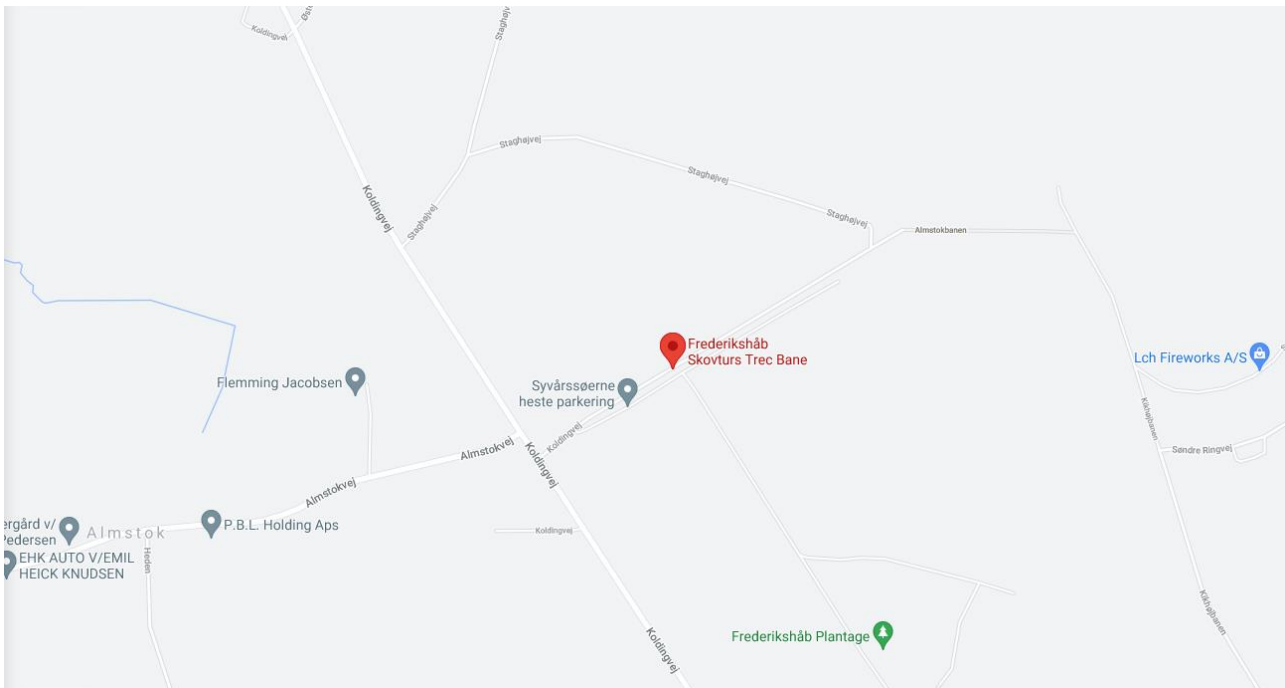 Koldingvej
Staghøjvej
Staghøjvej
Staghøjvej
Staghøjvej
Staghøjvej
Koldingvej
Almstokbanen
Frederikshåb
Skovturs Trec Bane
Lch Fireworks A/S
Flemming Jacobsen
Syvårssøerne
heste parkering
Kikhøjbanen
Koldingvej
Almstokvej
Koldingvej
Søndre Ringvej
Almstokvej
P.B.L. Holding Aps
Koldingvej
ergård v/
Pedersen
Almstok
EHK AUTO V/EMIL
HEICK KNUDSEN
Heden
Kikhøjbanen
Frederikshåb Plantage
Koldingvej